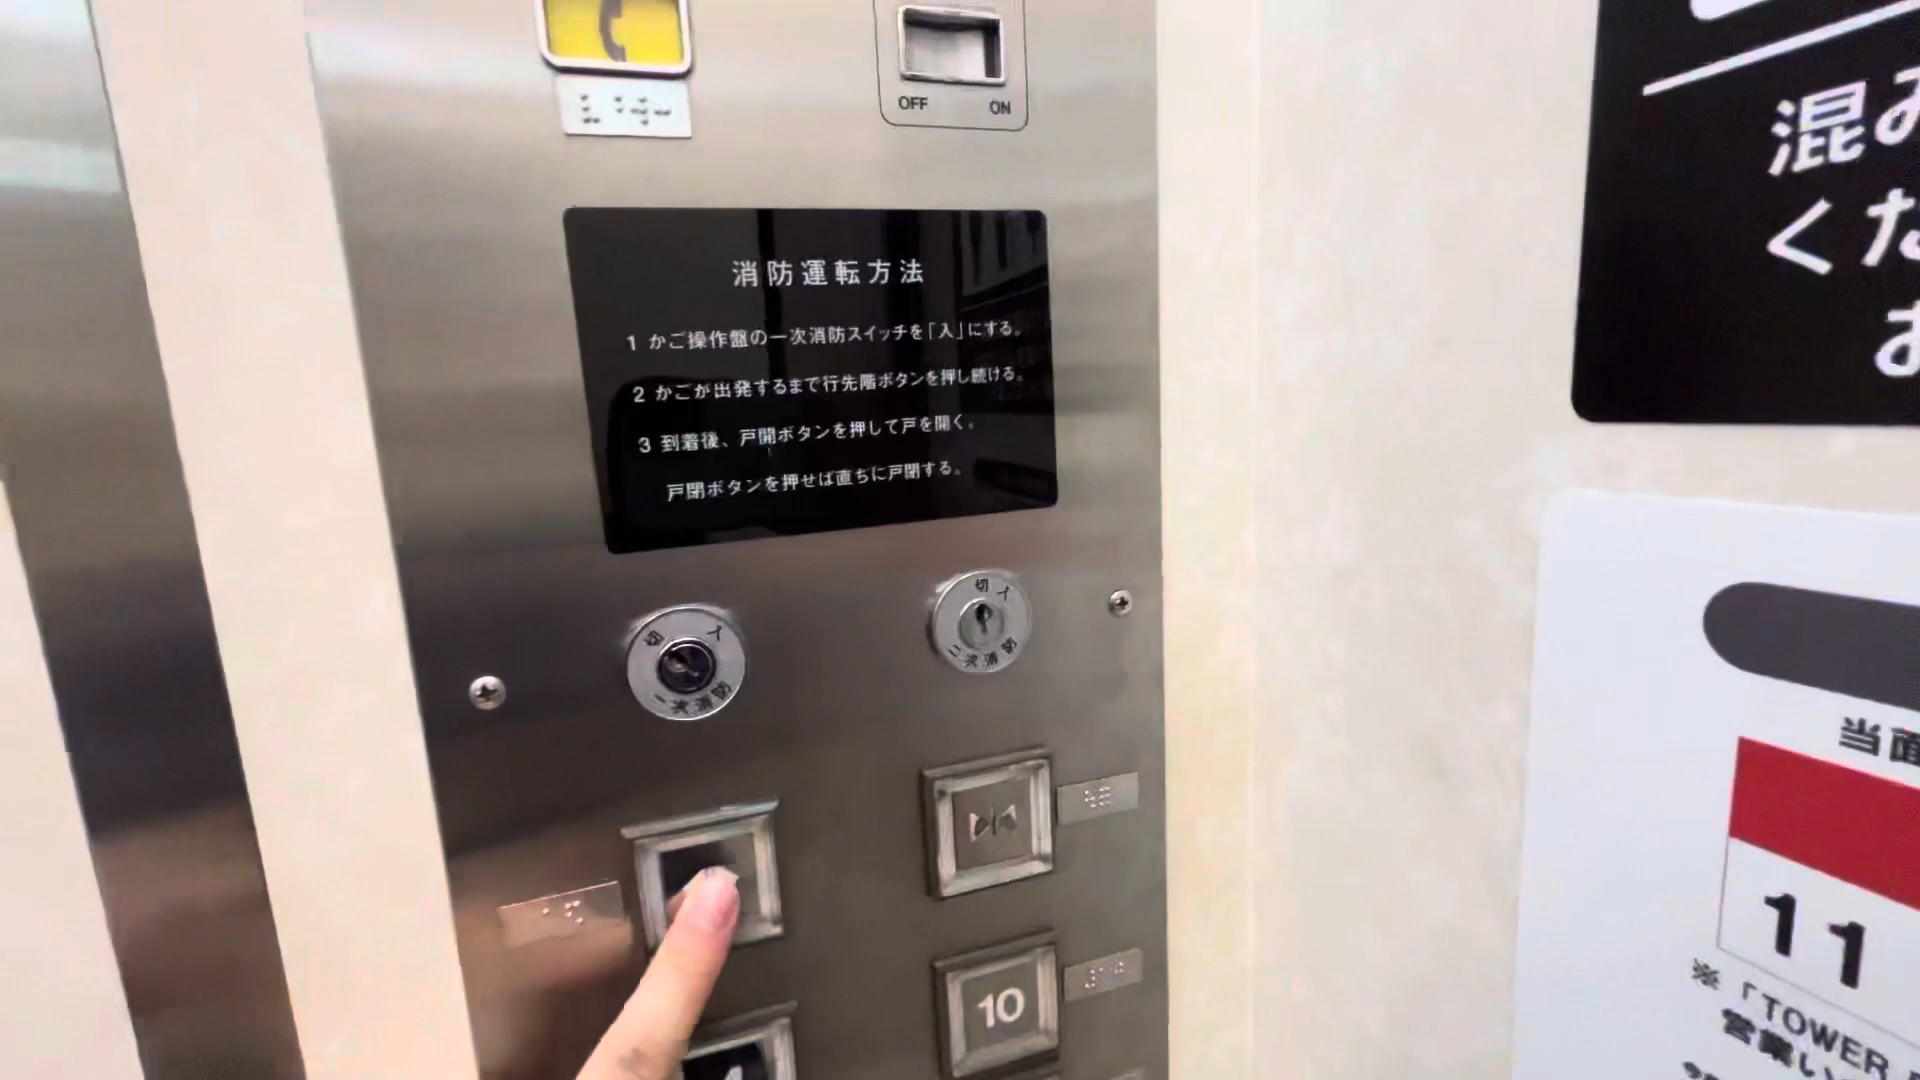 OFF ON
消防運転方法
1 かご操作盤の一次消防スイッチを「入」にする。
2 かごが出発するまで行先階ボタンを押し続ける。
3 到着後、戸開ボタンを押して戸を開く。
戸閉ボタンを押せば直ちに戸閉する。
切 入
一次消防
切 入
二次消防
10
混み
くた
お
当面
11
※「TOWER
営業い